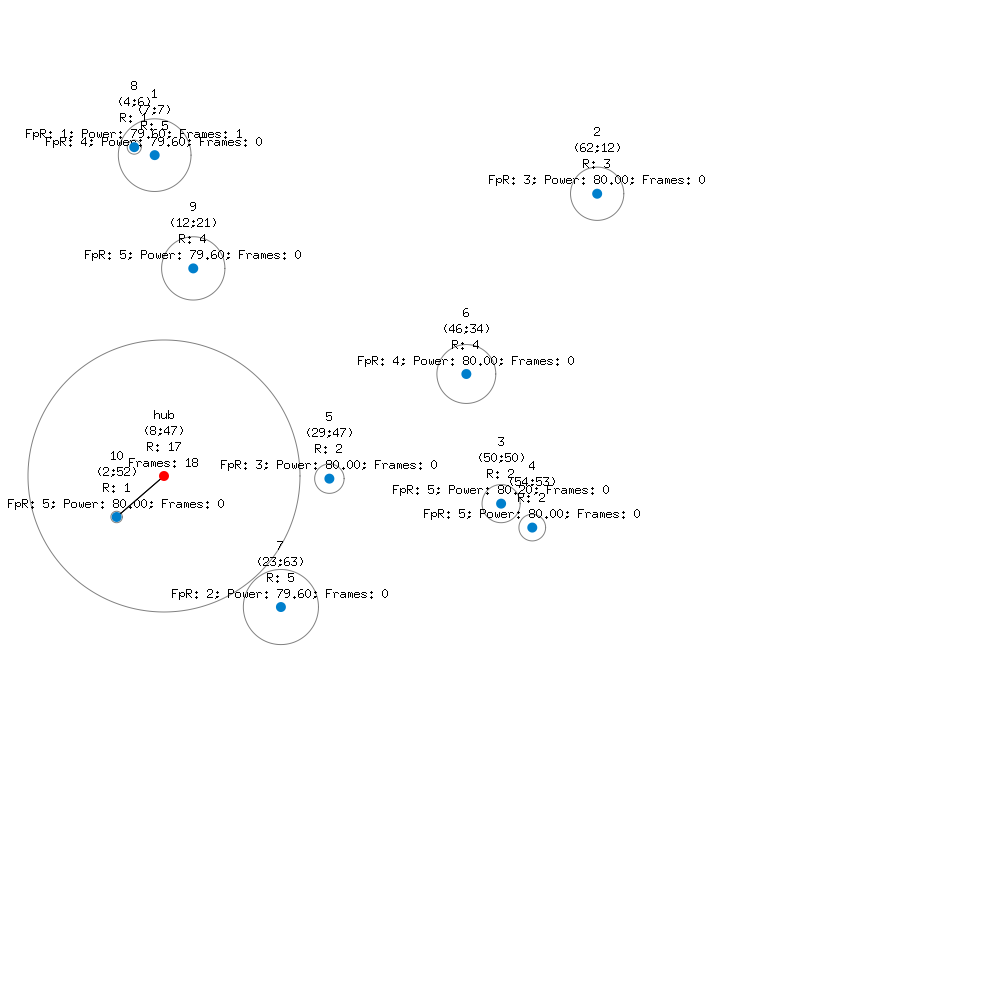 8
(4;6)
R: 1
FpR: 1; Power: 79.60; Frames: 1
1
(7;7)
R: 5
FpR: 4; Power: 79.60; Frames: 0
2
(62;12)
R: 3
FpR: 3; Power: 80.00; Frames: 0
9
(12;21)
R: 4
FpR: 5; Power: 79.60; Frames: 0
6
(46;34)
R: 4
FpR: 4; Power: 80.00; Frames: 0
hub
(8;47)
R: 17
Frames: 18
5
(29;47)
R: 2
FpR: 3; Power: 80.00; Frames: 0
3
(50;50)
R: 2
FpR: 5; Power: 80.20; Frames: 0
10
(2;52)
R: 1
FpR: 5; Power: 80.00; Frames: 0
4
(54;53)
R: 2
FpR: 5; Power: 80.00; Frames: 0
7
(23;63)
R: 5
FpR: 2; Power: 79.60; Frames: 0